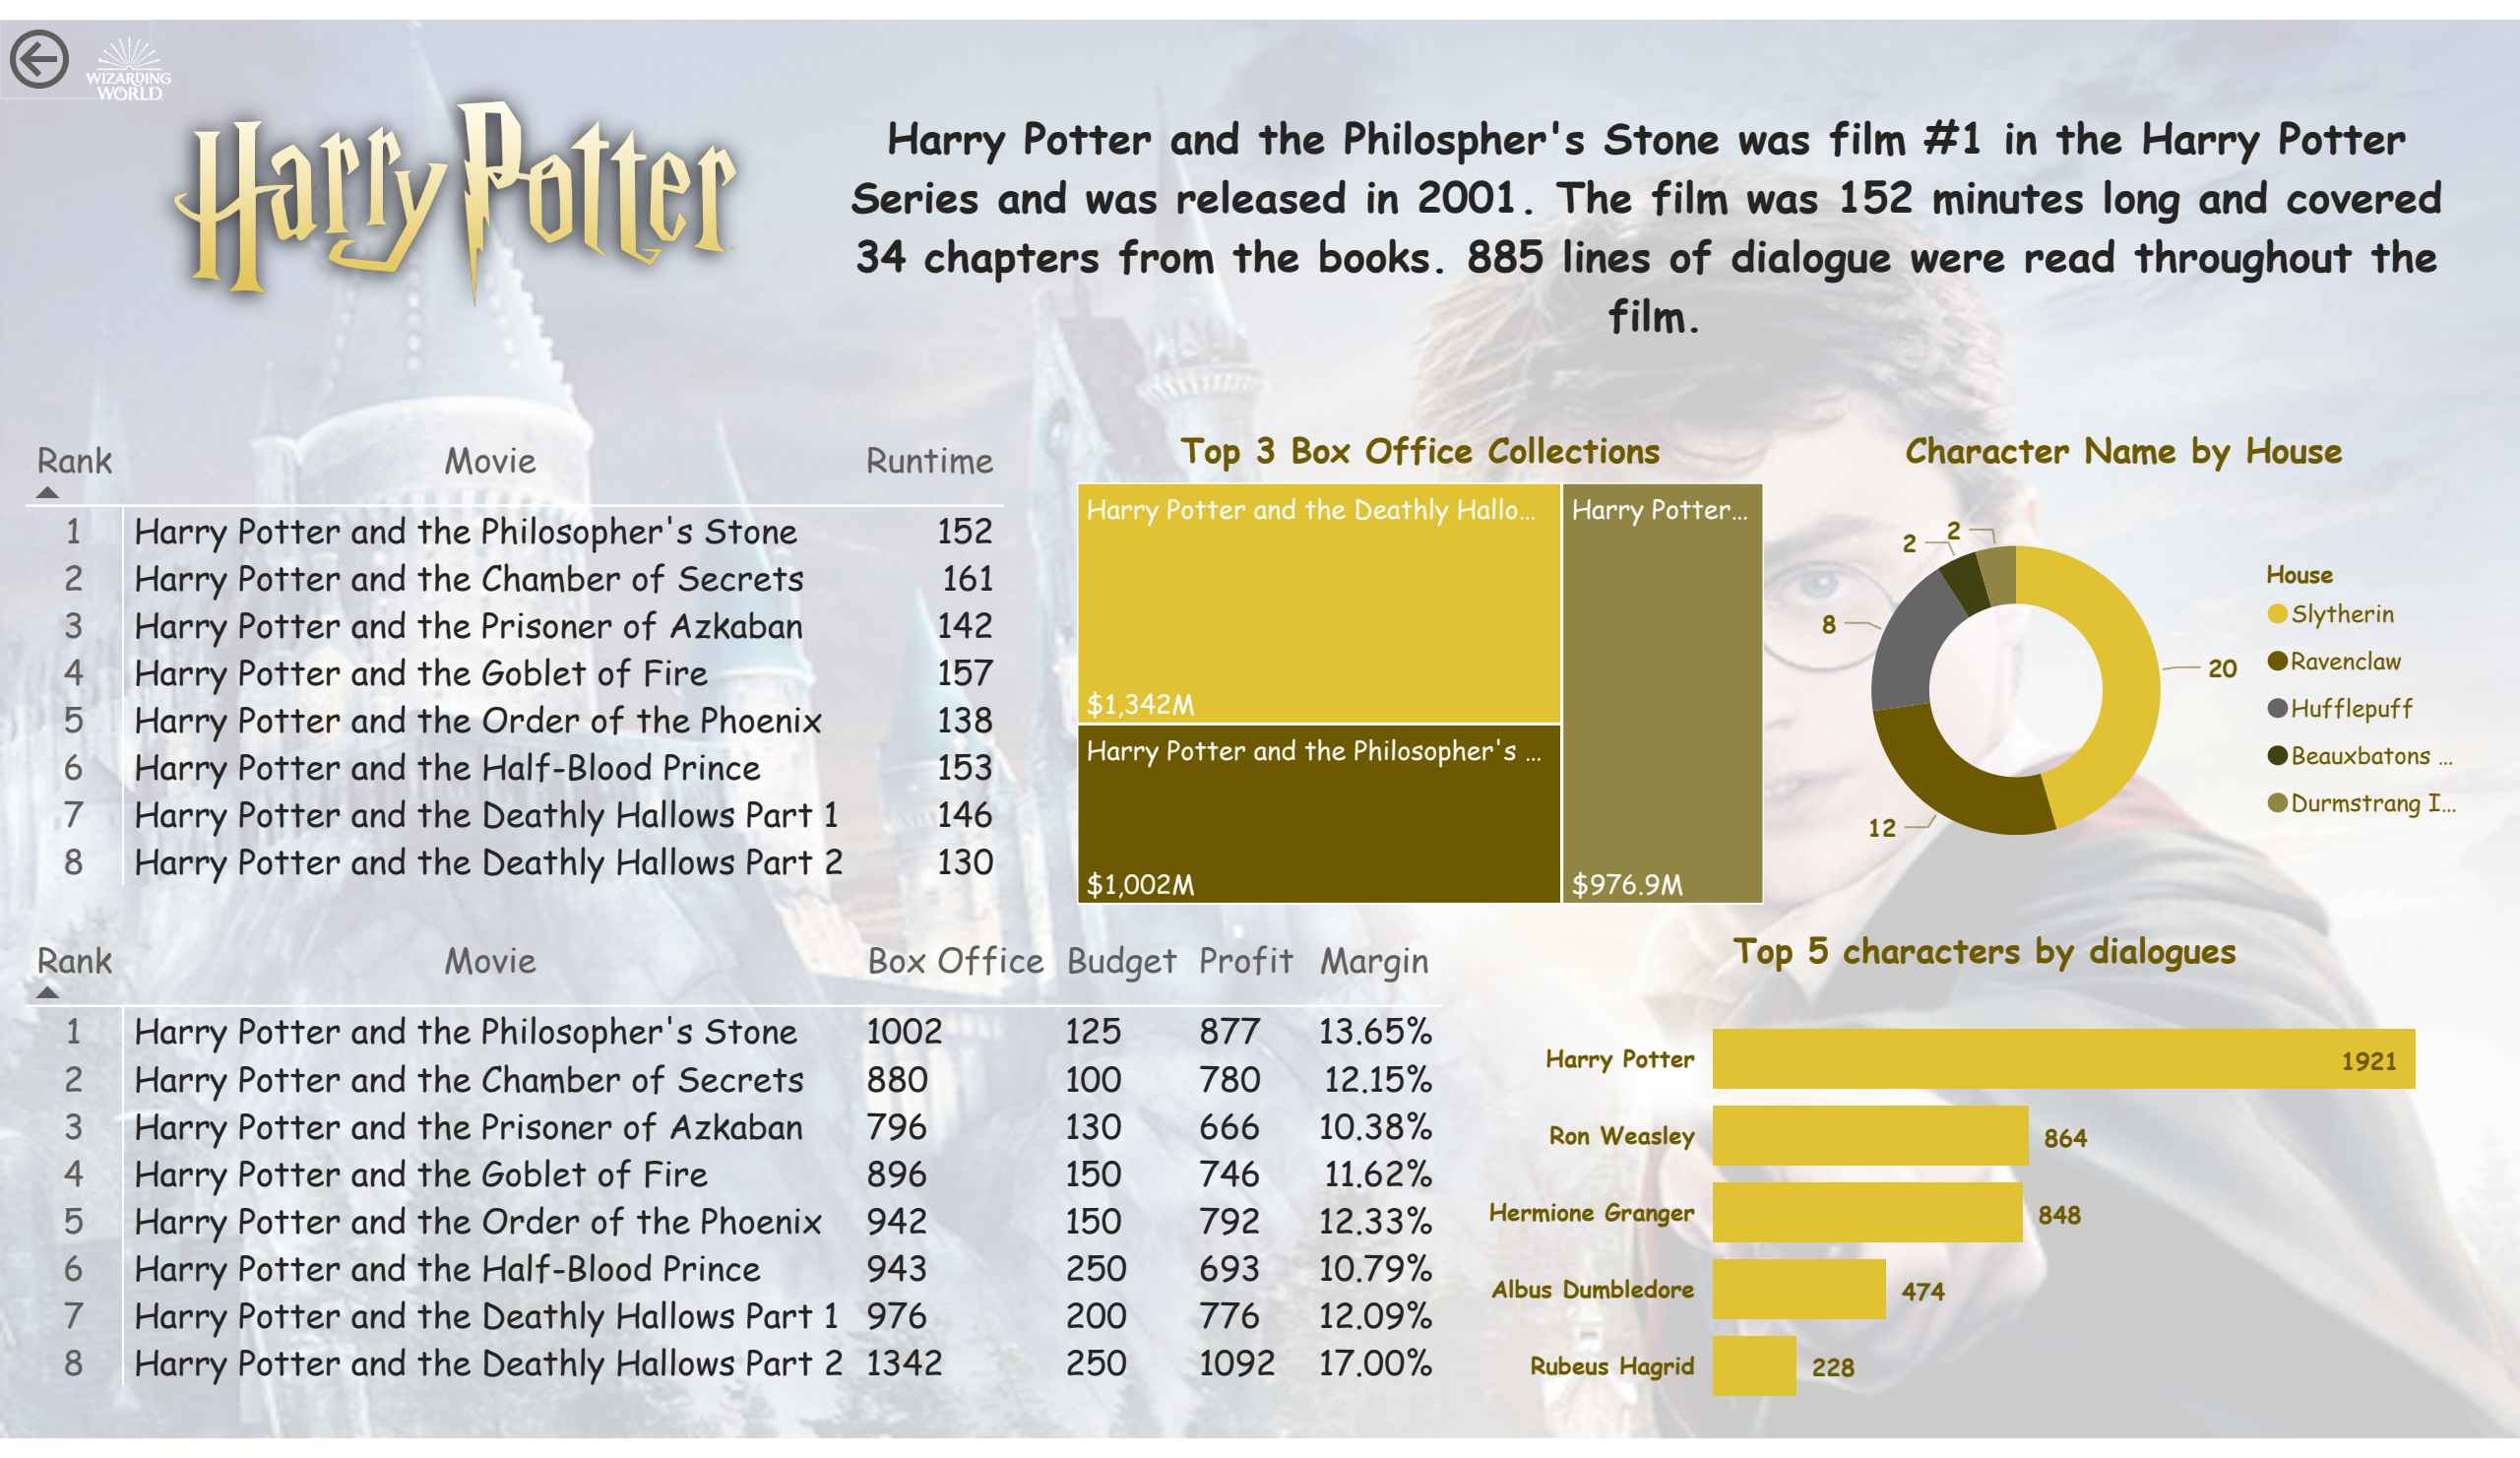 WIZARDING
WORLD
Harry Potter
Harry Potter and the Philospher's Stone was film #1 in the Harry Potter
Series and was released in 2001. The film was 152 minutes long and covered
34 chapters from the books. 885 lines of dialogue were read throughout the
film.
Rank Movie Runtime
1 Harry Potter and the Philosopher's Stone 152
2 Harry Potter and the Chamber of Secrets 161
3 Harry Potter and the Prisoner of Azkaban 142
4 Harry Potter and the Goblet of Fire 157
5 Harry Potter and the Order of the Phoenix 138
6 Harry Potter and the Half-Blood Prince 153
7 Harry Potter and the Deathly Hallows Part 1 146
8 Harry Potter and the Deathly Hallows Part 2 130
Top 3 Box Office Collections
Harry Potter and the Deathly Hallo...
$1,342M
Harry Potter and the Philosopher's ...
$1,002M
Harry Potter...
$976.9M
Character Name by House
2
2
8
20
12
House
Slytherin
Ravenclaw
Hufflepuff
Beauxbatons ...
Durmstrang I...
Rank Movie Box Office Budget Profit Margin
1 Harry Potter and the Philosopher's Stone 1002 125 877 13.65%
2 Harry Potter and the Chamber of Secrets 880 100 780 12.15%
3 Harry Potter and the Prisoner of Azkaban 796 130 666 10.38%
4 Harry Potter and the Goblet of Fire 896 150 746 11.62%
5 Harry Potter and the Order of the Phoenix 942 150 792 12.33%
6 Harry Potter and the Half-Blood Prince 943 250 693 10.79%
7 Harry Potter and the Deathly Hallows Part 1 976 200 776 12.09%
8 Harry Potter and the Deathly Hallows Part 2 1342 250 1092 17.00%
Top 5 characters by dialogues
Harry Potter 1921
Ron Weasley 864
Hermione Granger 848
Albus Dumbledore 474
Rubeus Hagrid 228